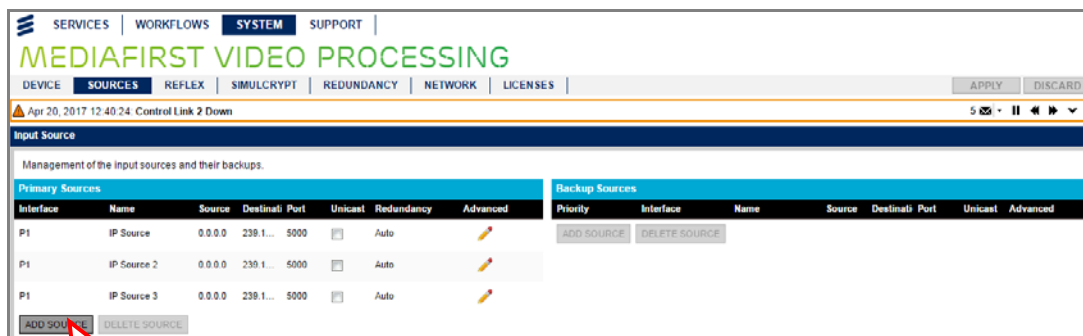 SERVICES WORKFLOWS SYSTEM SUPPORT
MEDIAFIRST VIDEO PROCESSING
DEVICE SOURCES REFLEX SIMULCRYPT REDUNDANCY NETWORK LICENSES APPLY DISCARD
Apr 20, 2017 12:40:24: Control Link 2 Down 5
Input Source
Management of the input sources and their backups.
Primary Sources Backup Sources
Interface Name Source Destinati Port Unicast Redundancy Advanced Priority Interface Name Source Destinati Port Unicast Advanced
P1 IP Source 0.0.0.0 239.1... 5000 Auto ADD SOURCE DELETE SOURCE
P1 IP Source 2 0.0.0.0 239.1... 5000 Auto
P1 IP Source 3 0.0.0.0 239.1... 5000 Auto
ADD SOURCE DELETE SOURCE